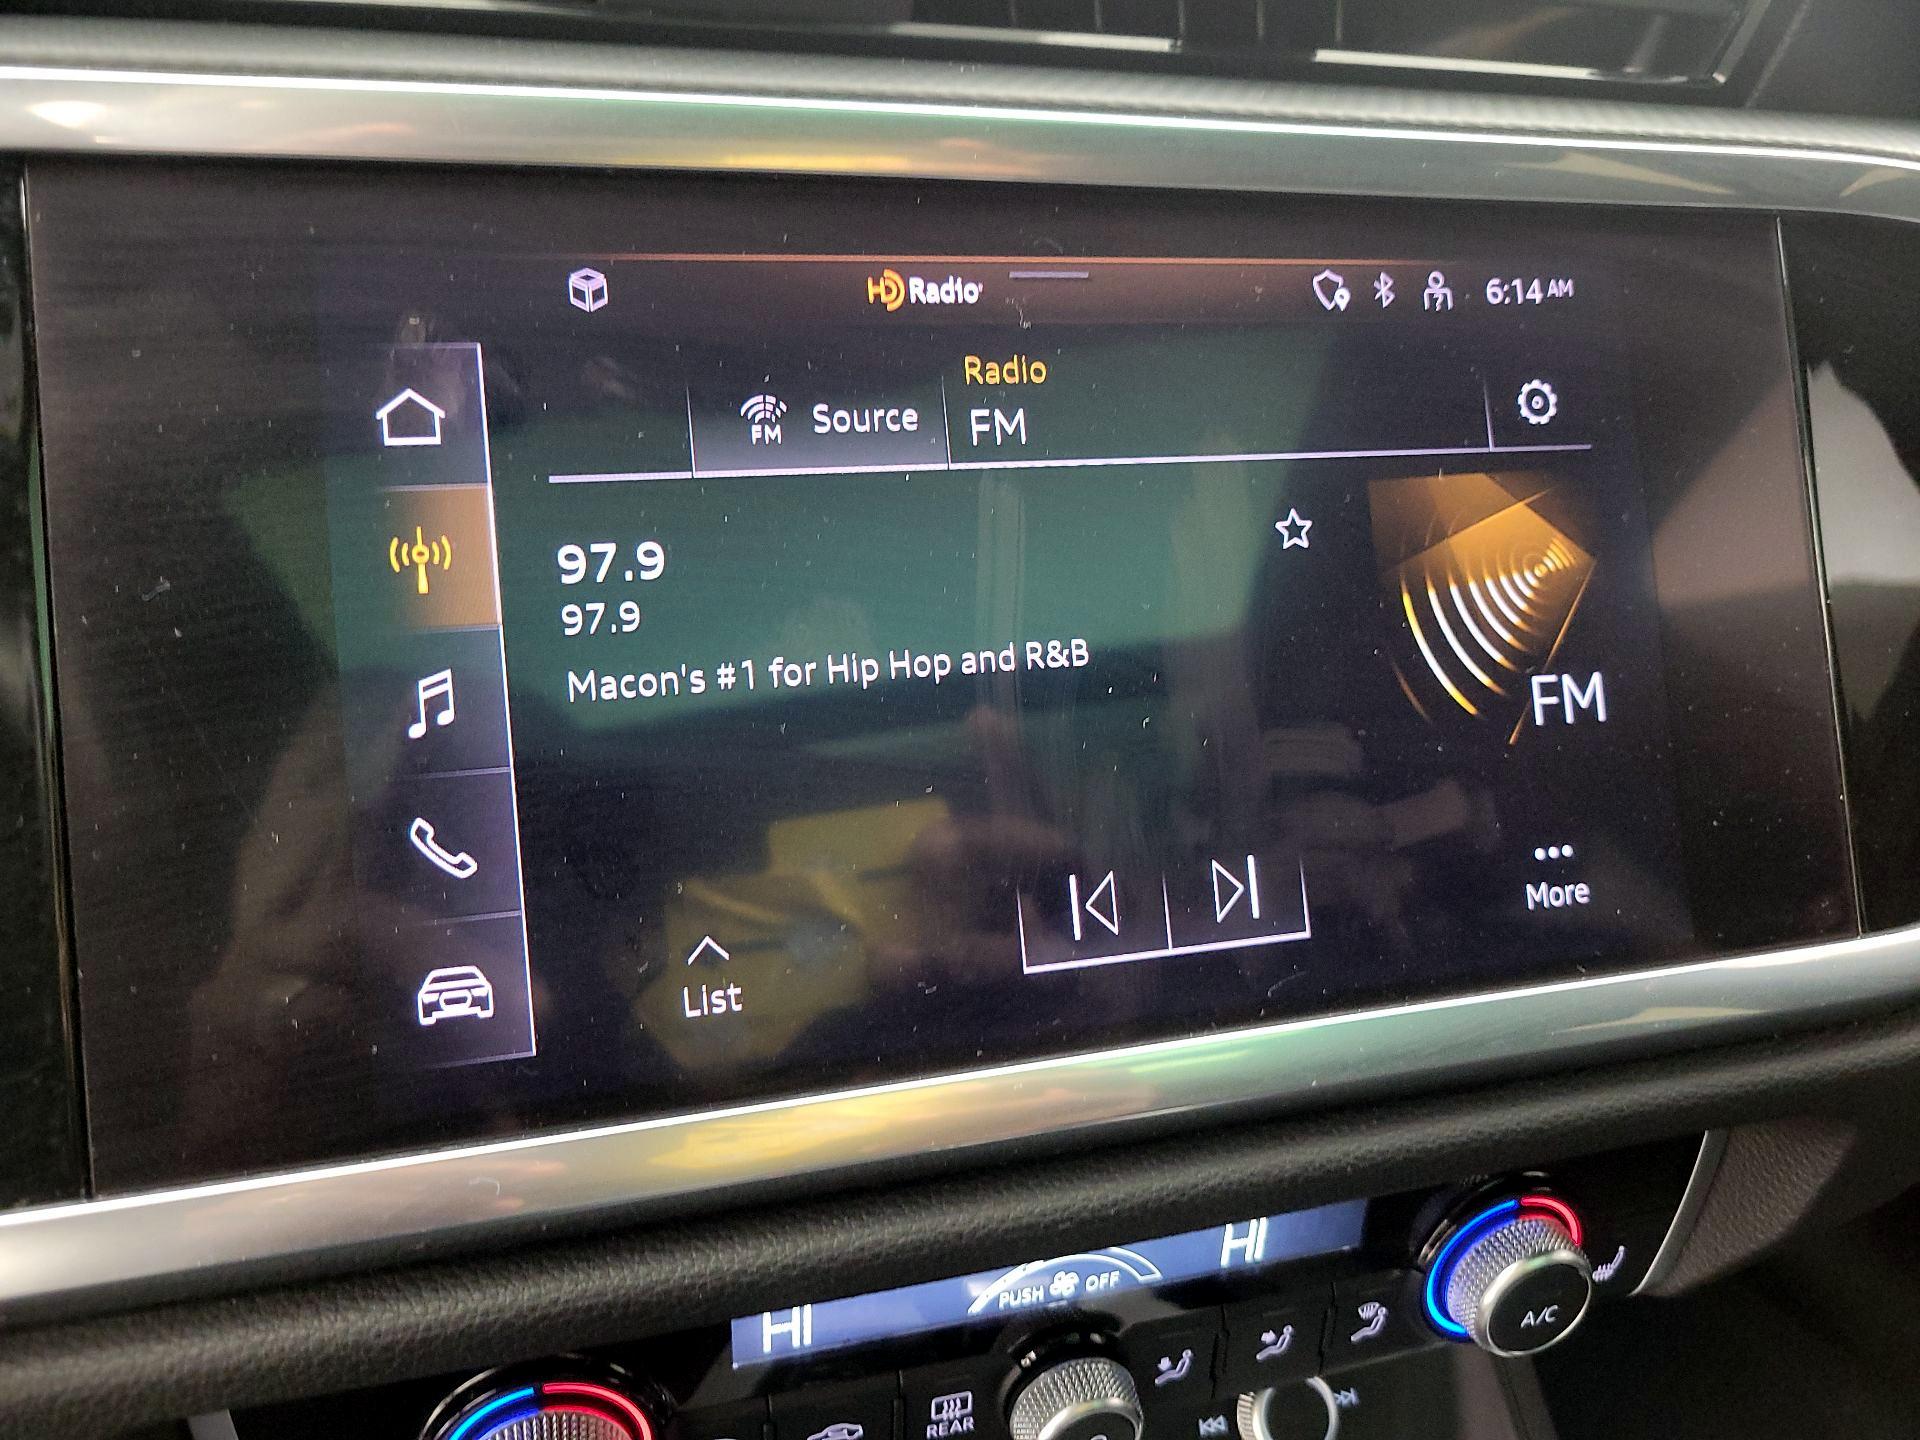 HD Radio
6:14 AM
Radio
FM Source
FM
97.9
97.9
Macon's #1 for Hip Hop and R&B
FM
More
List
HI
PUSH OFF
HI
A/C
REAR